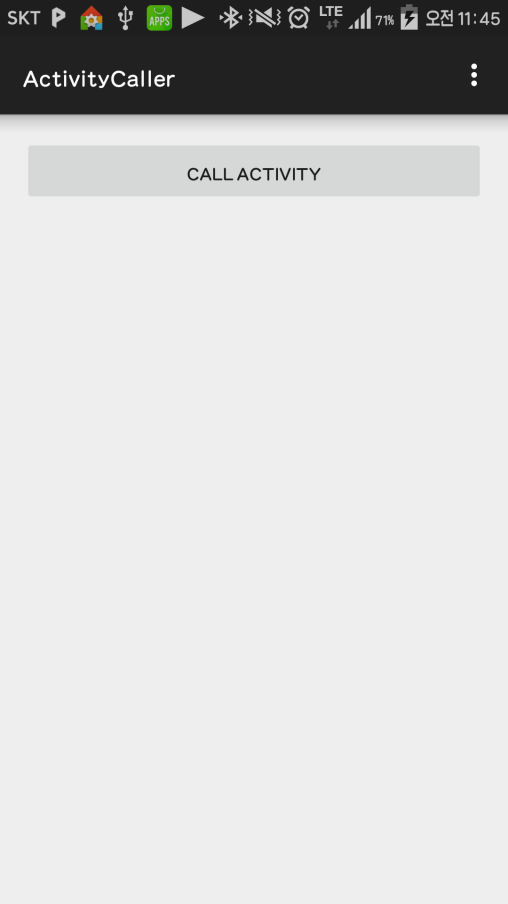 SKT APPS LTE 71% 오전 11:45
ActivityCaller
CALL ACTIVITY